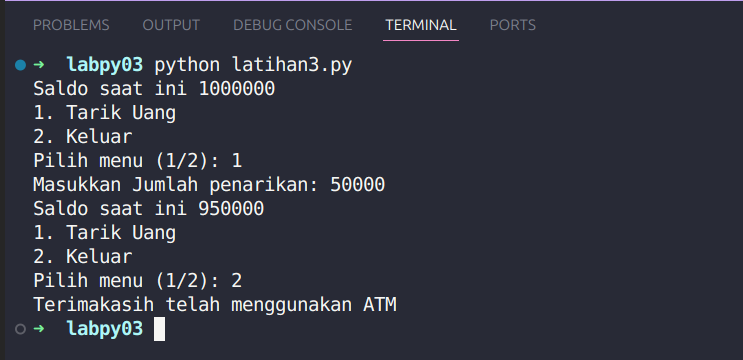 PROBLEMS OUTPUT DEBUG CONSOLE TERMINAL PORTS
➜ labpy03 python latihan3.py
Saldo saat ini 1000000
1. Tarik Uang
2. Keluar
Pilih menu (1/2): 1
Masukkan Jumlah penarikan: 50000
Saldo saat ini 950000
1. Tarik Uang
2. Keluar
Pilih menu (1/2): 2
Terimakasih telah menggunakan ATM
➜ labpy03